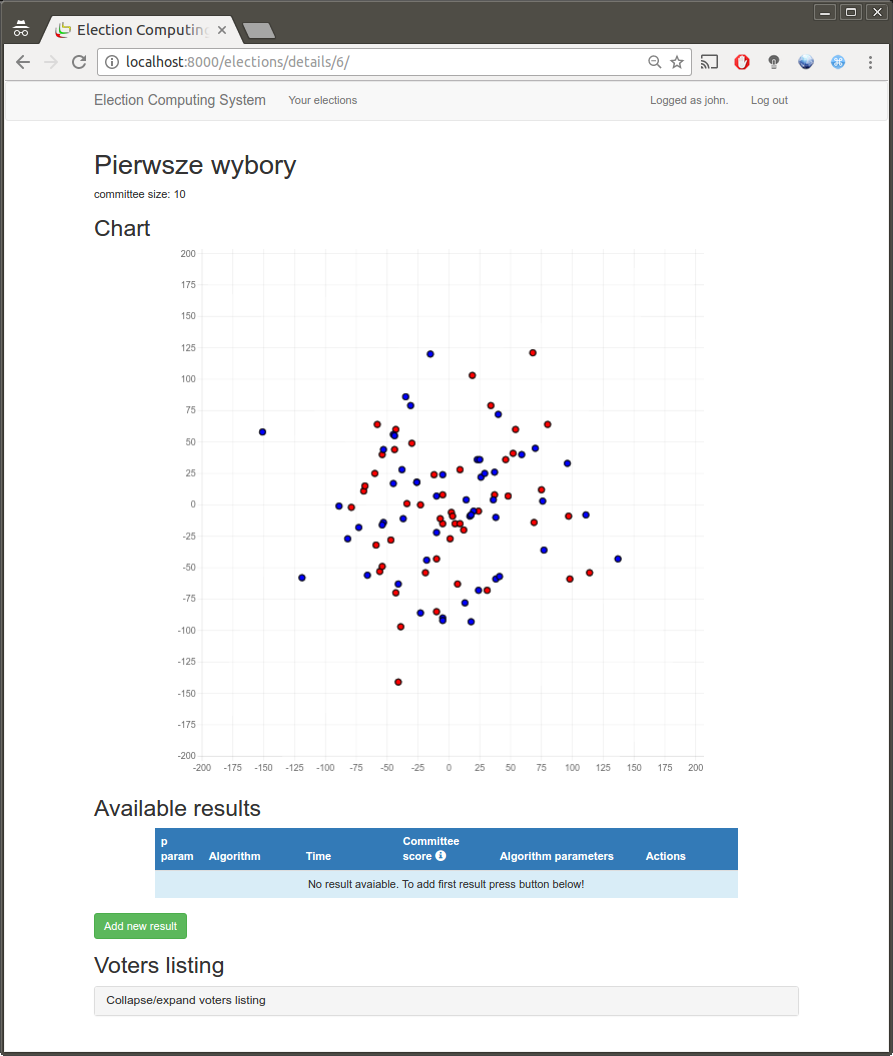 Election Computing
localhost:8000/elections/details/6/
Election Computing System Your elections Logged as john. Log out
Pierwsze wybory
committee size: 10
Chart
200
175
150
125
100
75
50
25
0
-25
-50
-75
-100
-125
-150
-175
-200
-200 -175 -150 -125 -100 -75 -50 -25 0 25 50 75 100 125 150 175 200
Available results
p param Algorithm Time Committee score Algorithm parameters Actions
No result avaiable. To add first result press button below!
Add new result
Voters listing
Collapse/expand voters listing